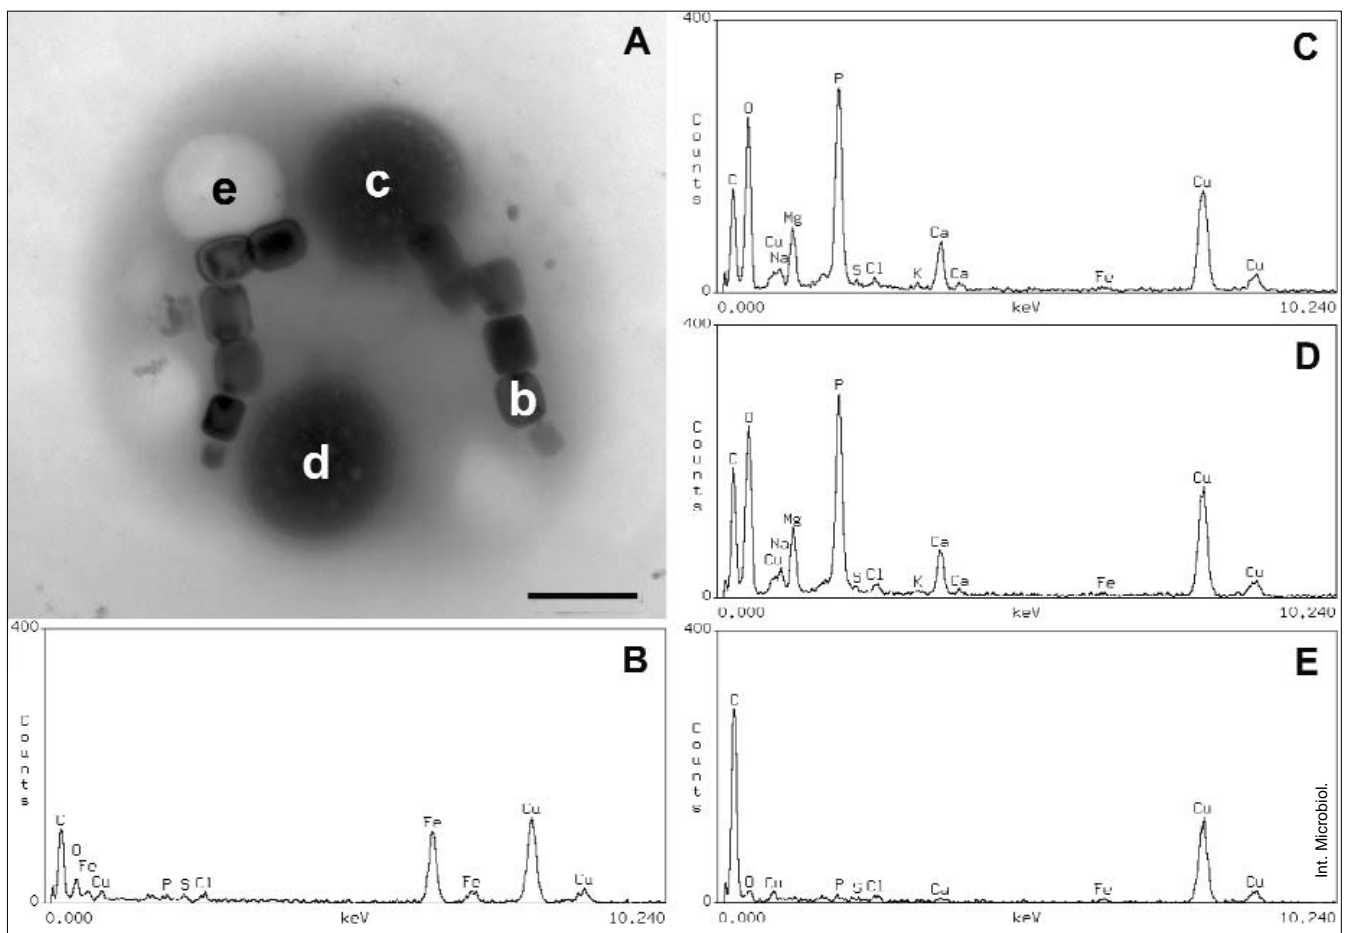 A
e
c
b
d
C
400
Counts
0
C
O
Cu
Na
Mg
P
S
Cl
K
Ca
Ca
Fe
Cu
Cu
0.000
keV
10.240
D
400
Counts
0
C
O
Na
Cu
Mg
P
S
Cl
K
Ca
Ca
Fe
Cu
Cu
0.000
keV
10.240
B
400
Counts
0
C
O
Fe
Cu
P
S
Cl
Fe
Fe
Cu
Cu
0.000
keV
10.240
E
400
Counts
0
C
O
Cu
P
S
Cl
Ca
Fe
Cu
Cu
0.000
keV
10.240
Int. Microbiol.